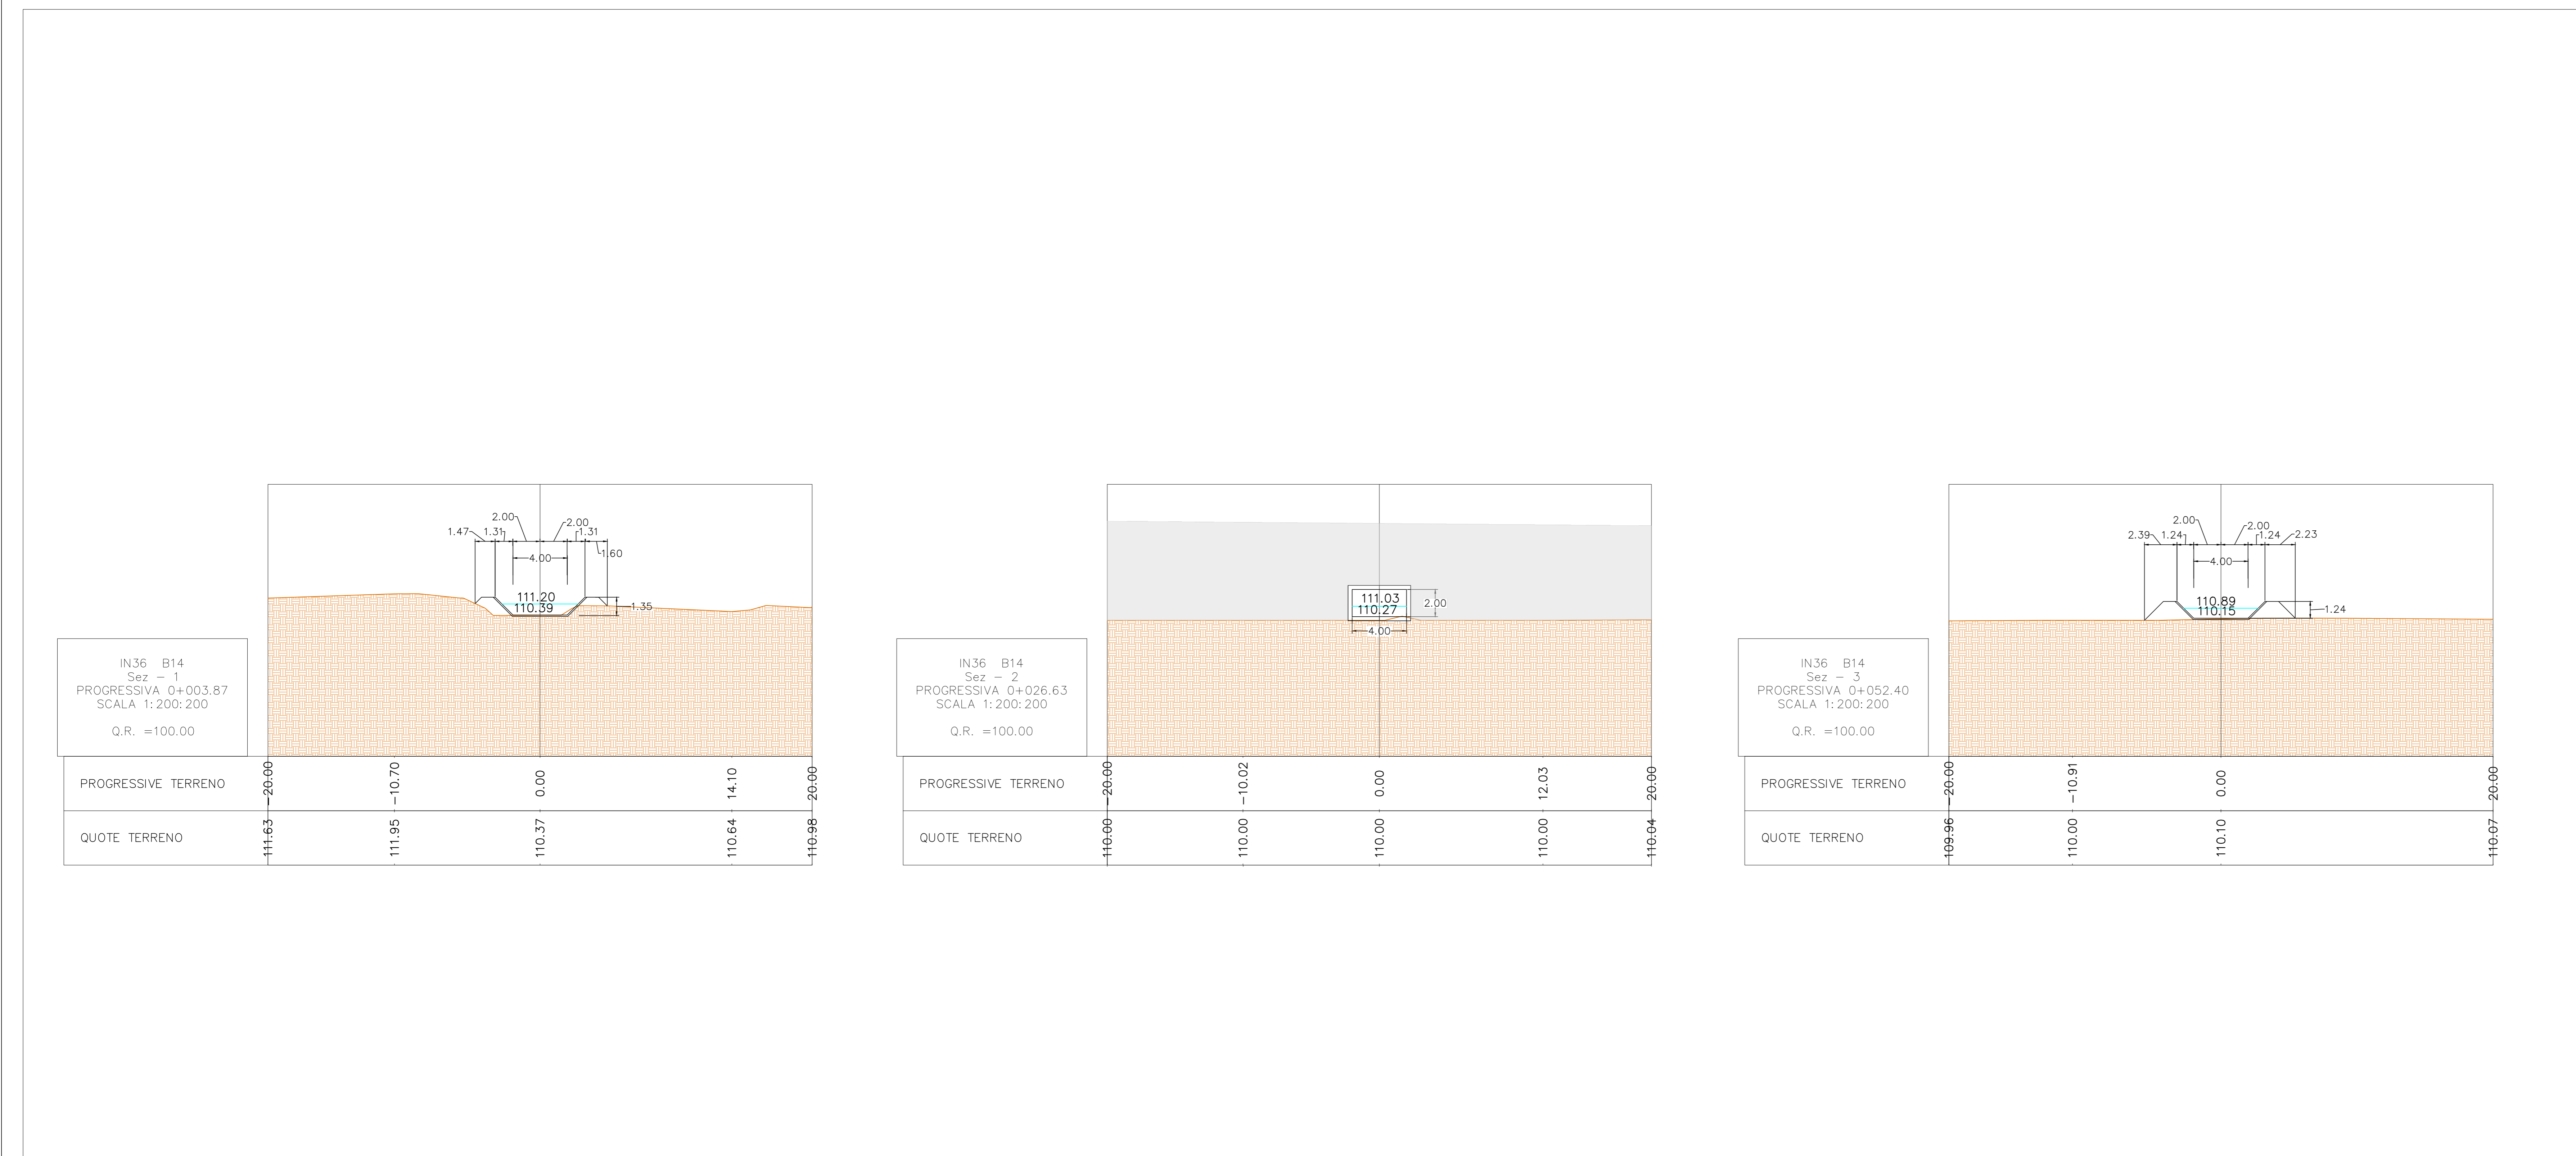 2.00
2.00
1.47
1.31
1.31
1.60
4.00
111.20
110.39
1.35
IN36 B14
Sez - 1
PROGRESSIVA 0+003.87
SCALA 1:200:200
Q.R. =100.00
PROGRESSIVE TERRENO
-20.00
-10.70
0.00
14.10
20.00
QUOTE TERRENO
111.63
111.95
110.37
110.64
110.98
111.03
110.27
2.00
4.00
IN36 B14
Sez - 2
PROGRESSIVA 0+026.63
SCALA 1:200:200
Q.R. =100.00
PROGRESSIVE TERRENO
-20.00
-10.02
0.00
12.03
20.00
QUOTE TERRENO
110.00
110.00
110.00
110.00
110.04
2.00
2.00
2.39
1.24
1.24
2.23
4.00
110.89
110.15
1.24
IN36 B14
Sez - 3
PROGRESSIVA 0+052.40
SCALA 1:200:200
Q.R. =100.00
PROGRESSIVE TERRENO
-20.00
-10.91
0.00
20.00
QUOTE TERRENO
109.96
110.00
110.10
110.07